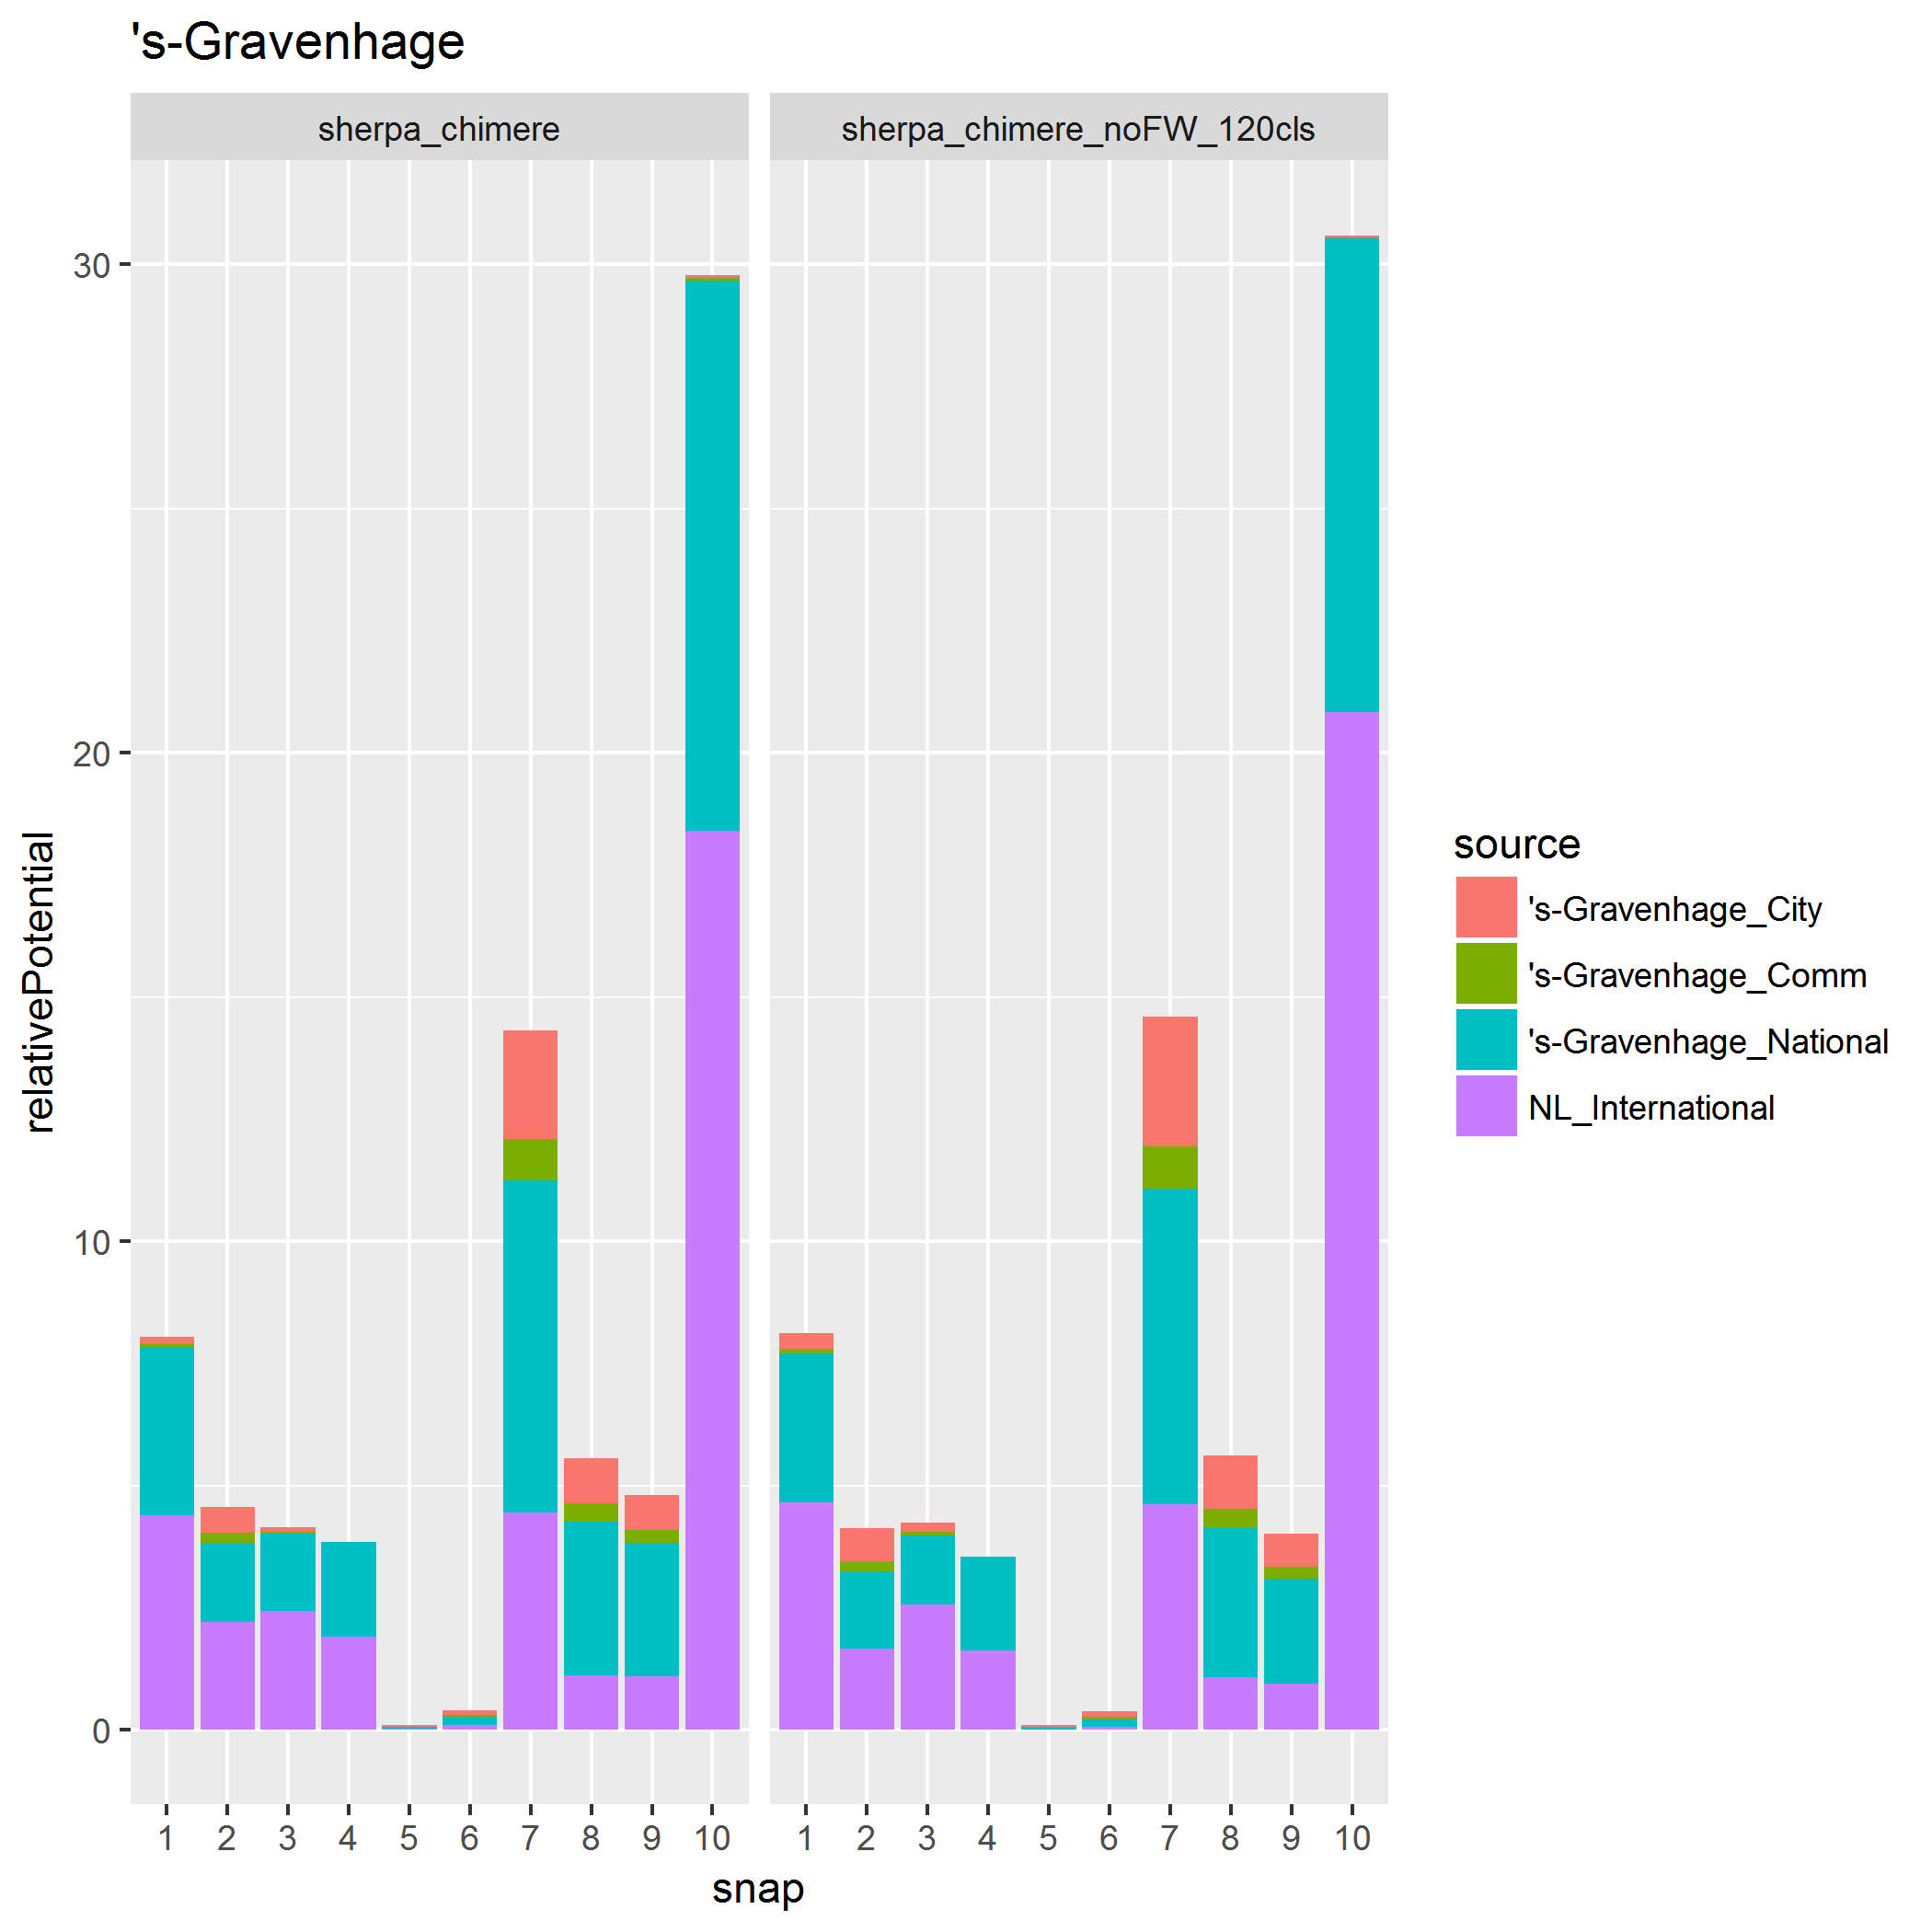 's-Gravenhage
sherpa_chimere
sherpa_chimere_noFW_120cls
30
20
10
0
relativePotential
1 2 3 4 5 6 7 8 9 10
1 2 3 4 5 6 7 8 9 10
snap
source
's-Gravenhage_City
's-Gravenhage_Comm
's-Gravenhage_National
NL_International